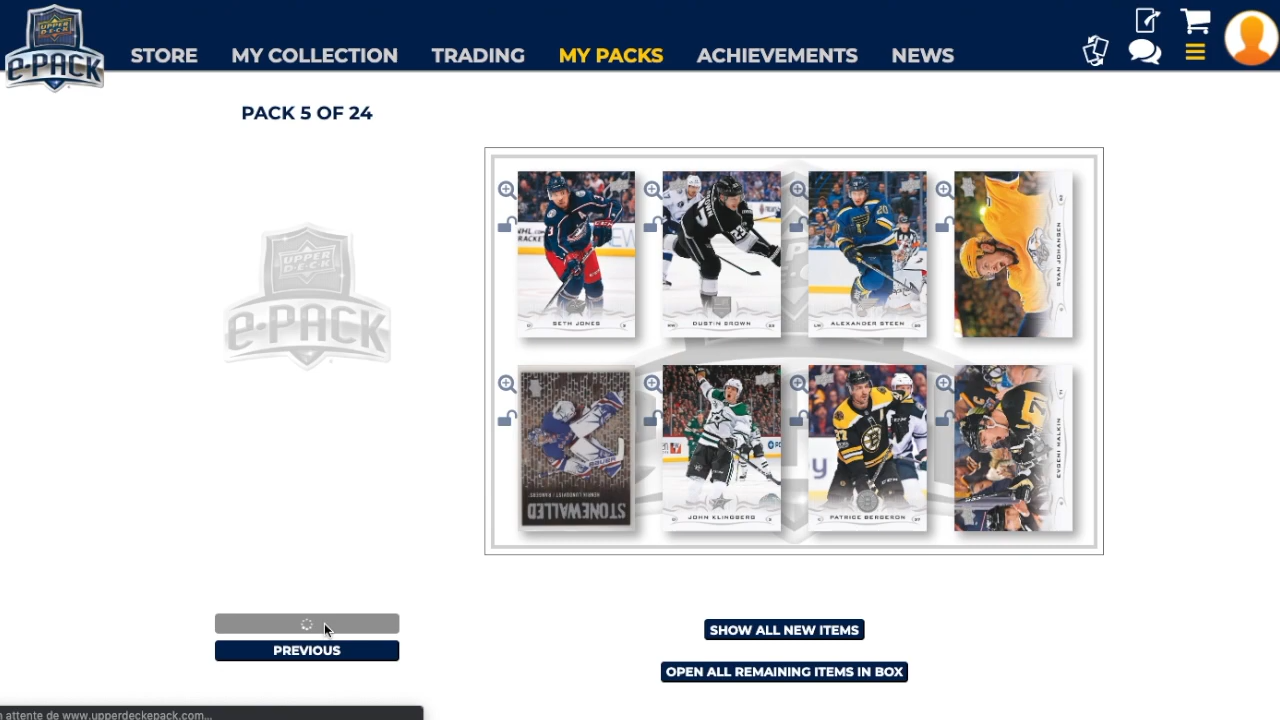 UPPER
DECK
e·PACK
STORE
MY COLLECTION
TRADING
MY PACKS
ACHIEVEMENTS
NEWS
PACK 5 OF 24
UPPER
DECK
e·PACK
SETH JONES
DUSTIN BROWN
ALEXANDER STEEN
RYAN JOHANSEN
STONEWALLED
HENRIK LUNDQVIST
JOHN KLINGBERG
PATRICE BERGERON
EVGENI MALKIN
PREVIOUS
SHOW ALL NEW ITEMS
OPEN ALL REMAINING ITEMS IN BOX
attente de www.upperdeckepack.com...